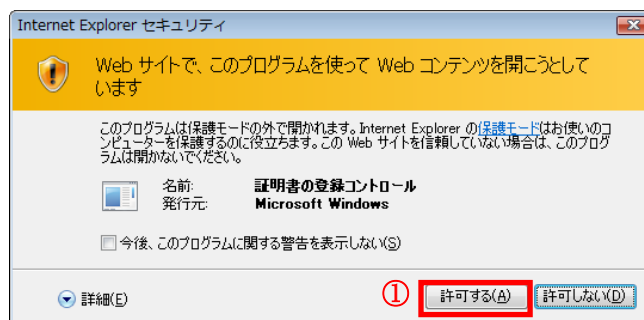 Internet Explorer セキュリティ
Web サイトで、このプログラムを使って Web コンテンツを開こうとして
います
このプログラムは保護モードの外で開かれます。Internet Explorer の保護モードはお使いのコ
ンピューターを保護するのに役立ちます。この Web サイトを信頼していない場合は、このプログ
ラムは開かないでください。
名前: 証明書の登録コントロール
発行元: Microsoft Windows
今後、このプログラムに関する警告を表示しない(S)
詳細(E) ① 許可する(A) 許可しない(D)